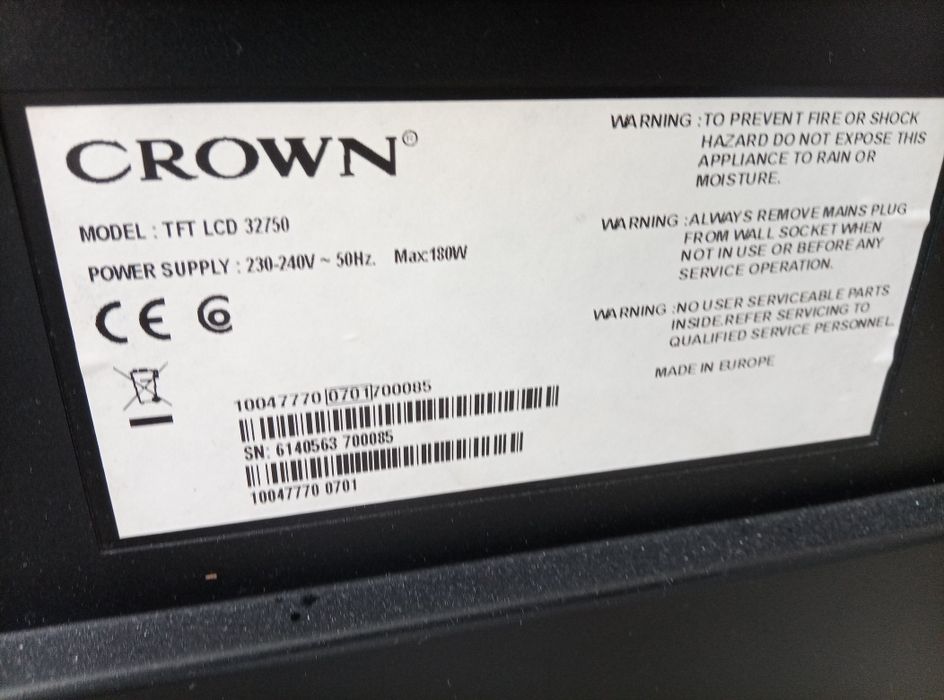 CROWN®
MODEL : TFT LCD 32750
POWER SUPPLY : 230-240V ~ 50Hz. Max:180W
CE
10047770 0701 700085
SN: 6140563 700085
10047770 0701
WARNING :TO PREVENT FIRE OR SHOCK
HAZARD DO NOT EXPOSE THIS
APPLIANCE TO RAIN OR
MOISTURE.
WARNING :ALWAYS REMOVE MAINS PLUG
FROM WALL SOCKET WHEN
NOT IN USE OR BEFORE ANY
SERVICE OPERATION.
WARNING :NO USER SERVICEABLE PARTS
INSIDE.REFER SERVICING TO
QUALIFIED SERVICE PERSONNEL.
MADE IN EUROPE